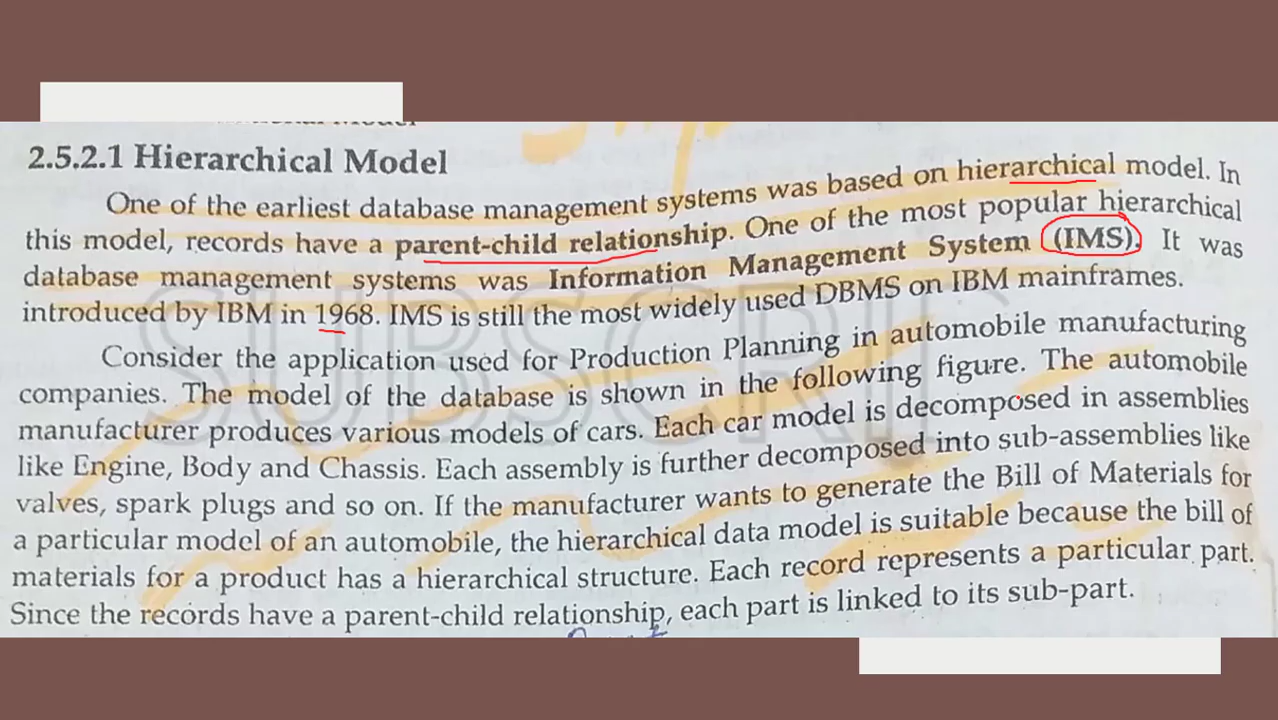 2.5.2.1 Hierarchical Model
One of the earliest database management systems was based on hierarchical model. In
this model, records have a parent-child relationship. One of the most popular hierarchical
database management systems was Information Management System (IMS). It was
introduced by IBM in 1968. IMS is still the most widely used DBMS on IBM mainframes.
Consider the application used for Production Planning in automobile manufacturing
companies. The model of the database is shown in the following figure. The automobile
manufacturer produces various models of cars. Each car model is decomposed in assemblies
like Engine, Body and Chassis. Each assembly is further decomposed into sub-assemblies like
valves, spark plugs and so on. If the manufacturer wants to generate the Bill of Materials for
a particular model of an automobile, the hierarchical data model is suitable because the bill of
materials for a product has a hierarchical structure. Each record represents a particular part.
Since the records have a parent-child relationship, each part is linked to its sub-part.
SUBSCRI